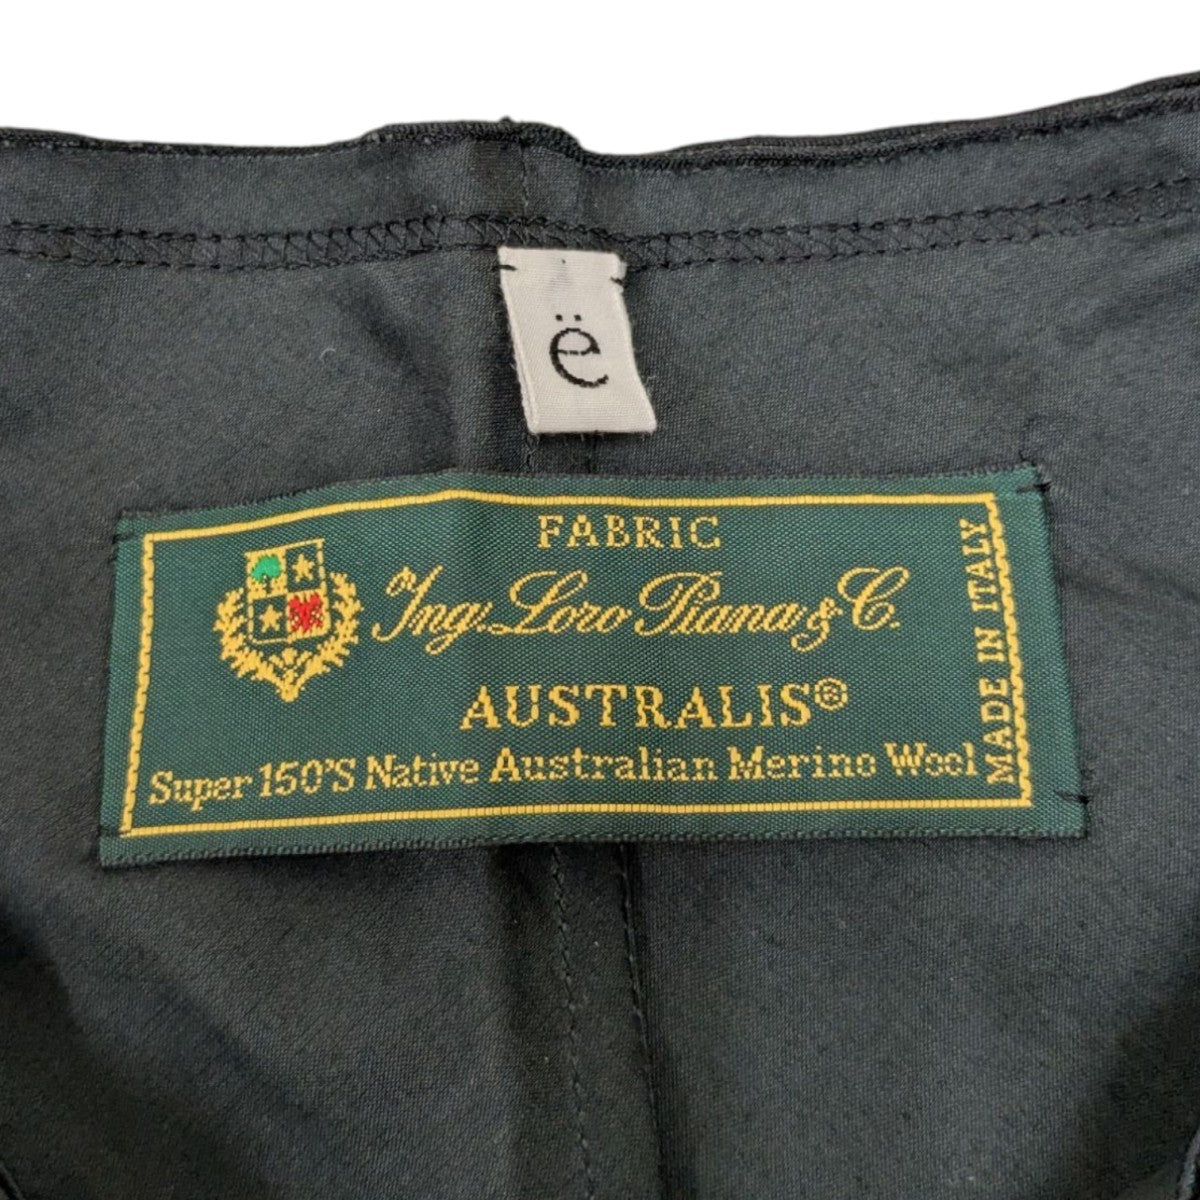 ë
FABRIC
Ing. Loro Piana & C.
AUSTRALIS®
Super 150'S Native Australian Merino Wool
MADE IN ITALY